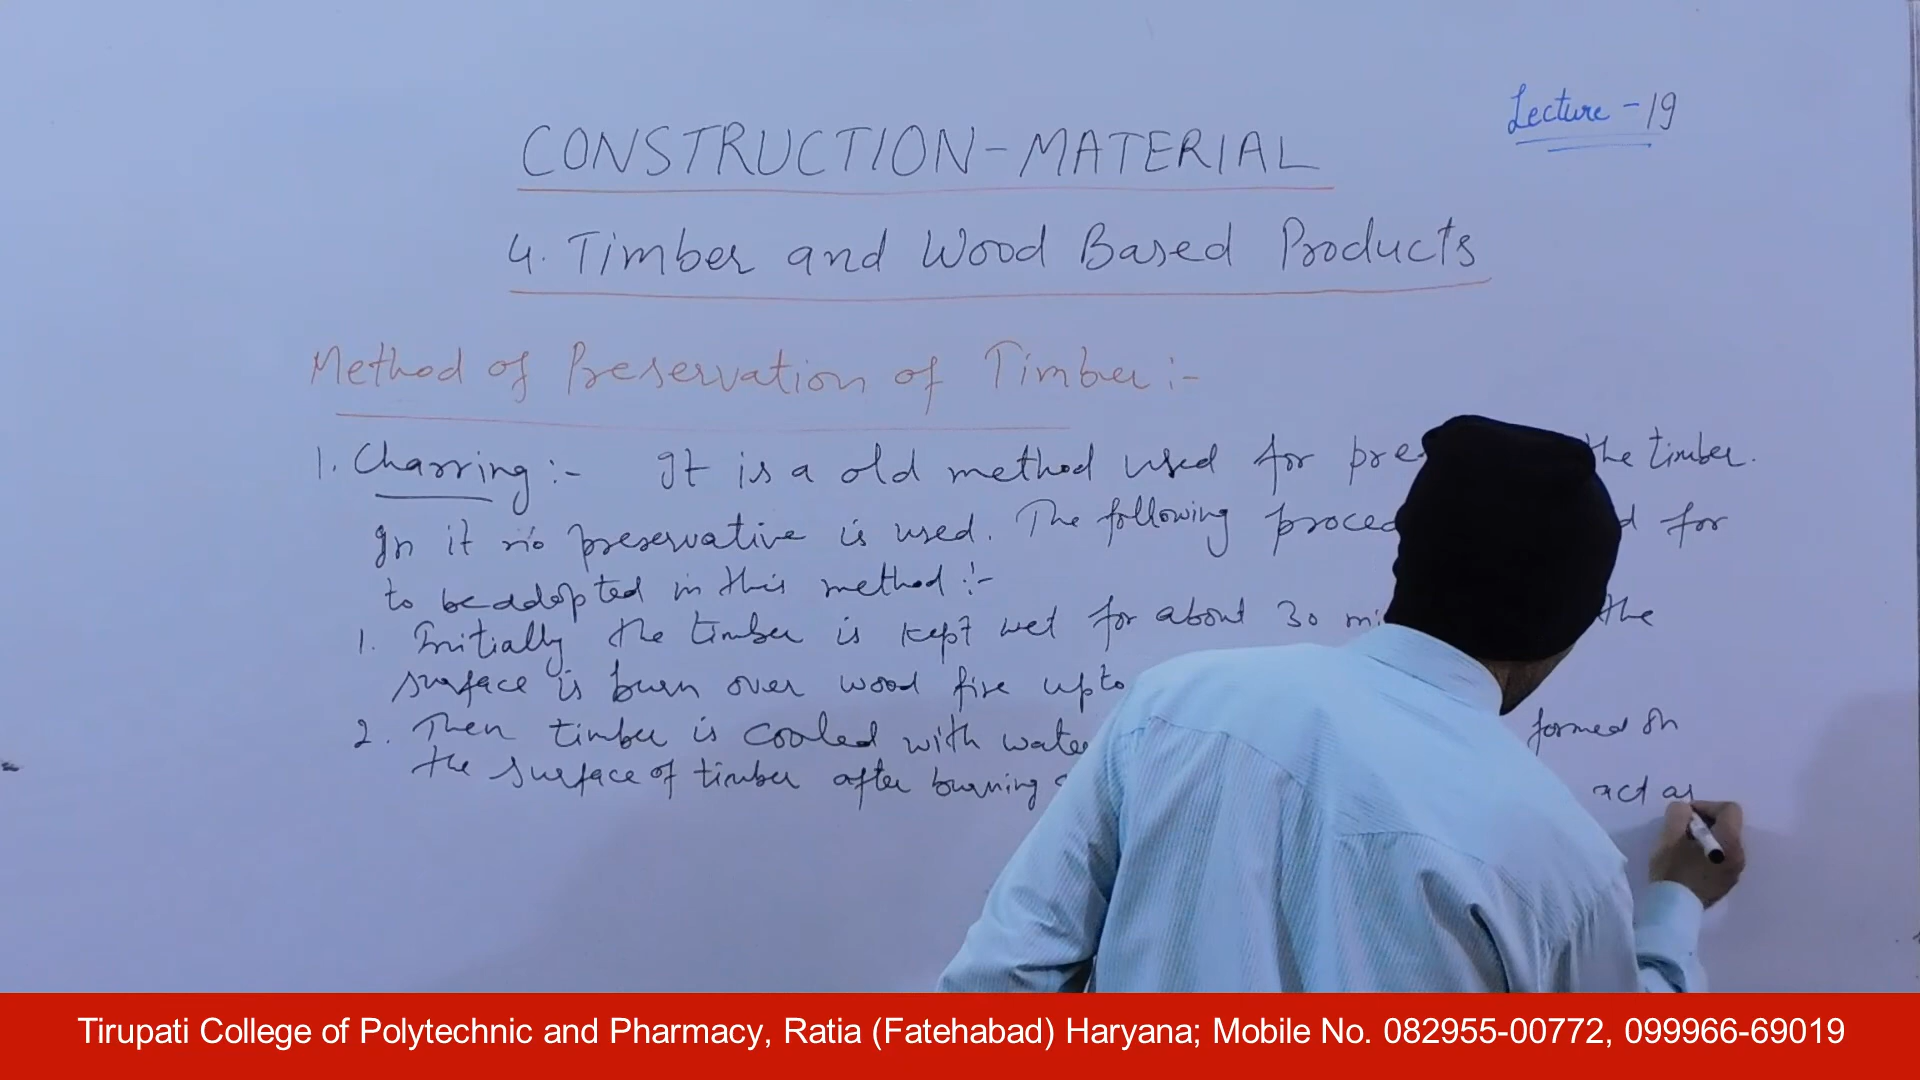 Lecture - 19
CONSTRUCTION-MATERIAL
4. Timber and Wood Based Products
Method of Preservation of Timber :-
1. Charring :- It is a old method used for pre the timber.
In it no preservative is used. The following proced for
to be adopted in this method :-
1. Initially the timber is kept wet for about 30 mi the
surface is burn over wood fire upto
2. Then timber is cooled with wate formed on
the surface of timber after burning act as
Tirupati College of Polytechnic and Pharmacy, Ratia (Fatehabad) Haryana; Mobile No. 082955-00772, 099966-69019